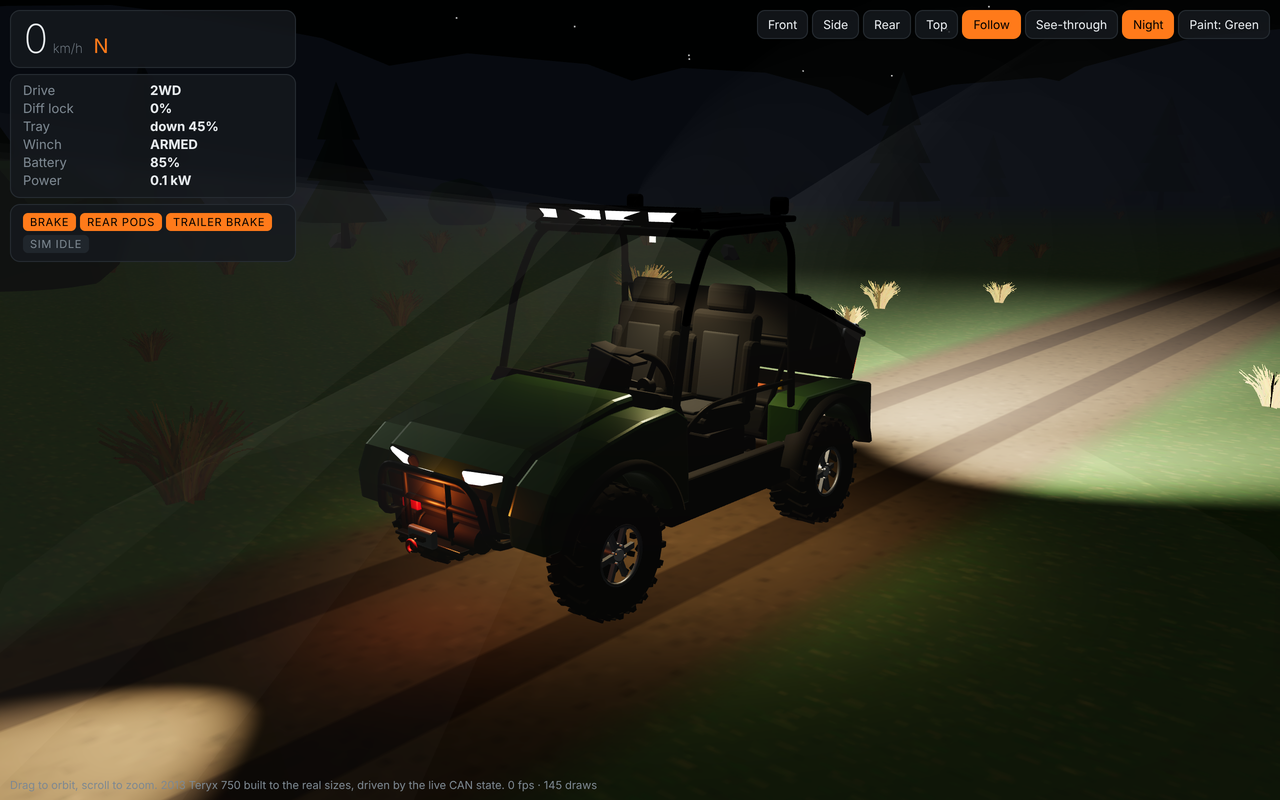 0 km/h N
Front Side Rear Top Follow See-through Night Paint: Green
Drive 2WD
Diff lock 0%
Tray down 45%
Winch ARMED
Battery 85%
Power 0.1 kW
BRAKE REAR PODS TRAILER BRAKE
SIM IDLE
Drag to orbit, scroll to zoom. Teryx 750 built to the real sizes, driven by the live CAN state. 0 fps · 145 draws